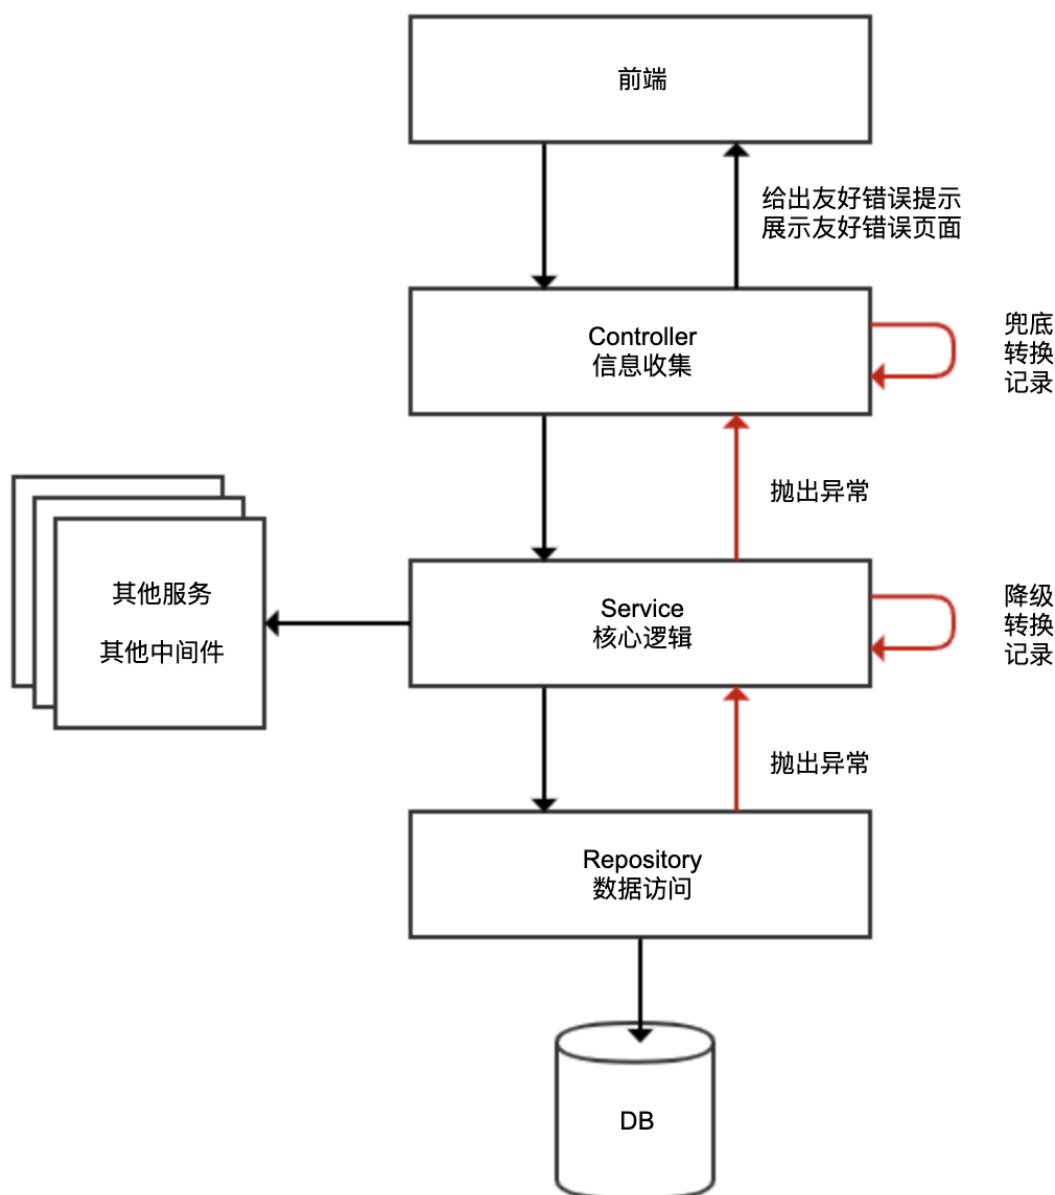 前端
给出友好错误提示
展示友好错误页面
Controller
信息收集
兜底
转换
记录
抛出异常
其他服务
其他中间件
Service
核心逻辑
降级
转换
记录
抛出异常
Repository
数据访问
DB